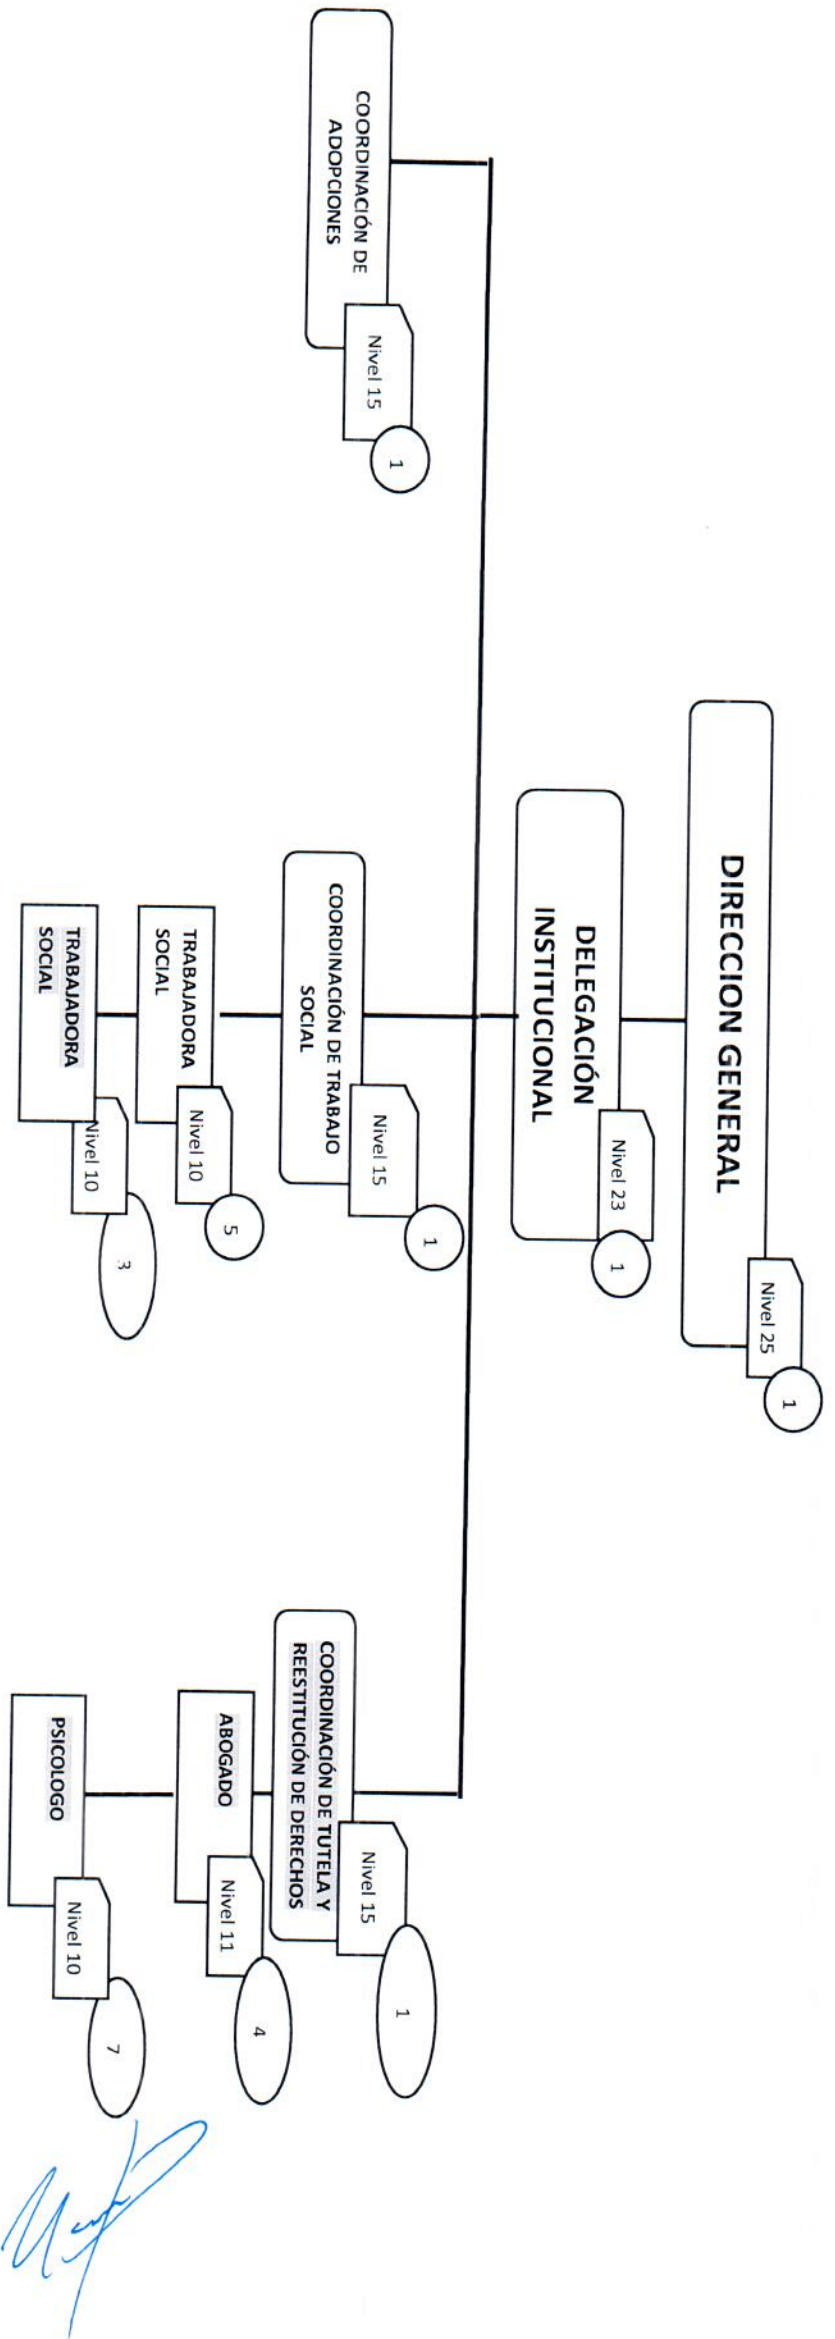 DIRECCION GENERAL
Nivel 25
1
DELEGACIÓN
INSTITUCIONAL
Nivel 23
1
COORDINACIÓN DE
ADOPCIONES
Nivel 15
1
COORDINACIÓN DE TRABAJO
SOCIAL
Nivel 15
1
TRABAJADORA
SOCIAL
Nivel 10
5
TRABAJADORA
SOCIAL
Nivel 10
3
COORDINACIÓN DE TUTELA Y
REESTITUCIÓN DE DERECHOS
Nivel 15
1
ABOGADO
Nivel 11
4
PSICOLOGO
Nivel 10
7